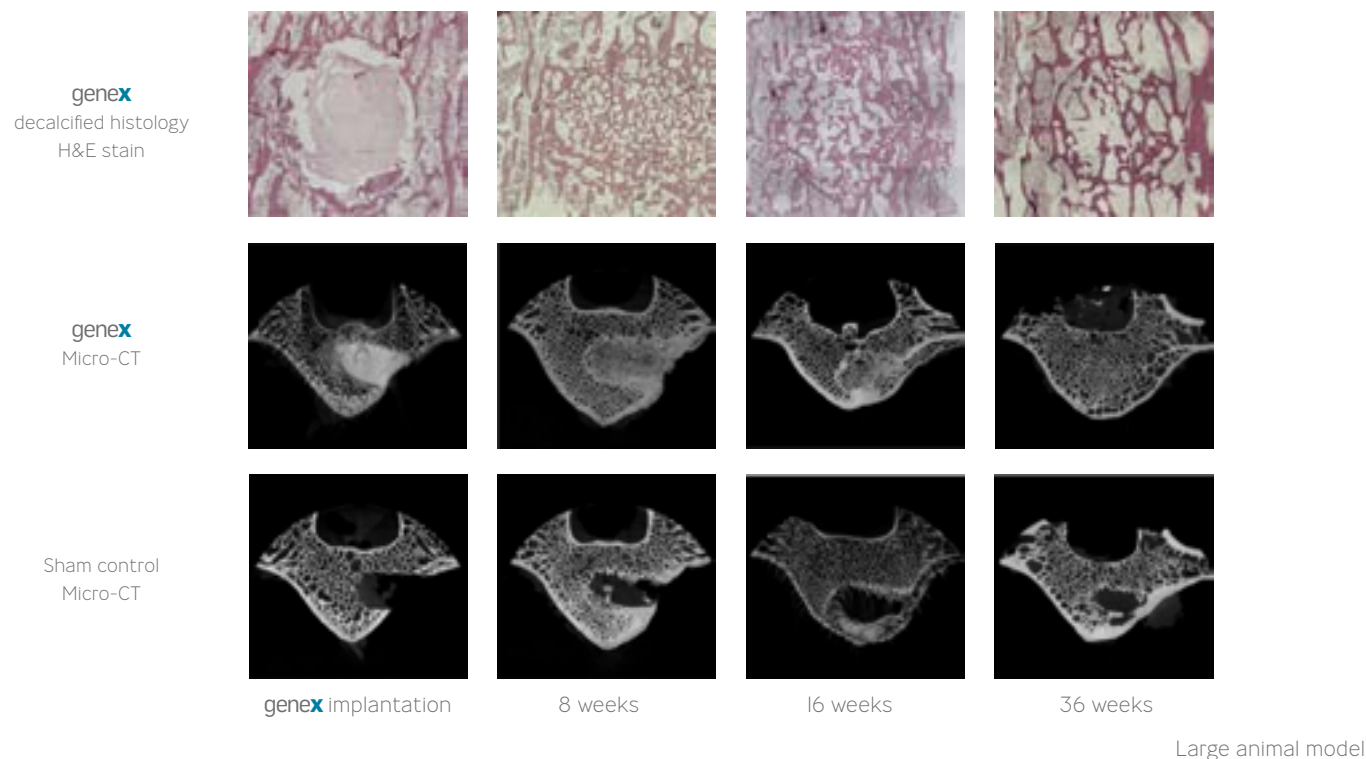 genex
decalcified histology
H&E stain
genex
Micro-CT
Sham control
Micro-CT
genex implantation
8 weeks
16 weeks
36 weeks
Large animal model